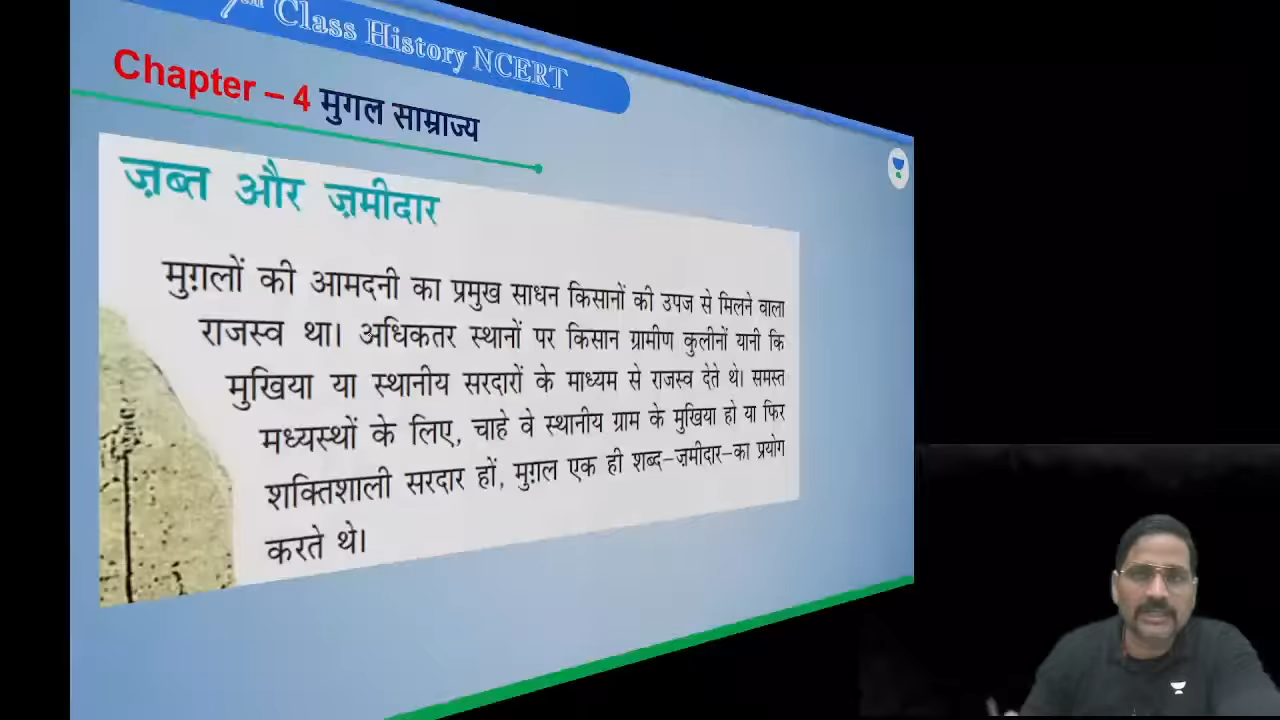 7th Class History NCERT
Chapter – 4 मुगल साम्राज्य
ज़ब्त और ज़मीदार
मुग़लों की आमदनी का प्रमुख साधन किसानों की उपज से मिलने वाला
राजस्व था। अधिकतर स्थानों पर किसान ग्रामीण कुलीनों यानी कि
मुखिया या स्थानीय सरदारों के माध्यम से राजस्व देते थे। समस्त
मध्यस्थों के लिए, चाहे वे स्थानीय ग्राम के मुखिया हो या फिर
शक्तिशाली सरदार हों, मुग़ल एक ही शब्द–ज़मीदार–का प्रयोग
करते थे।